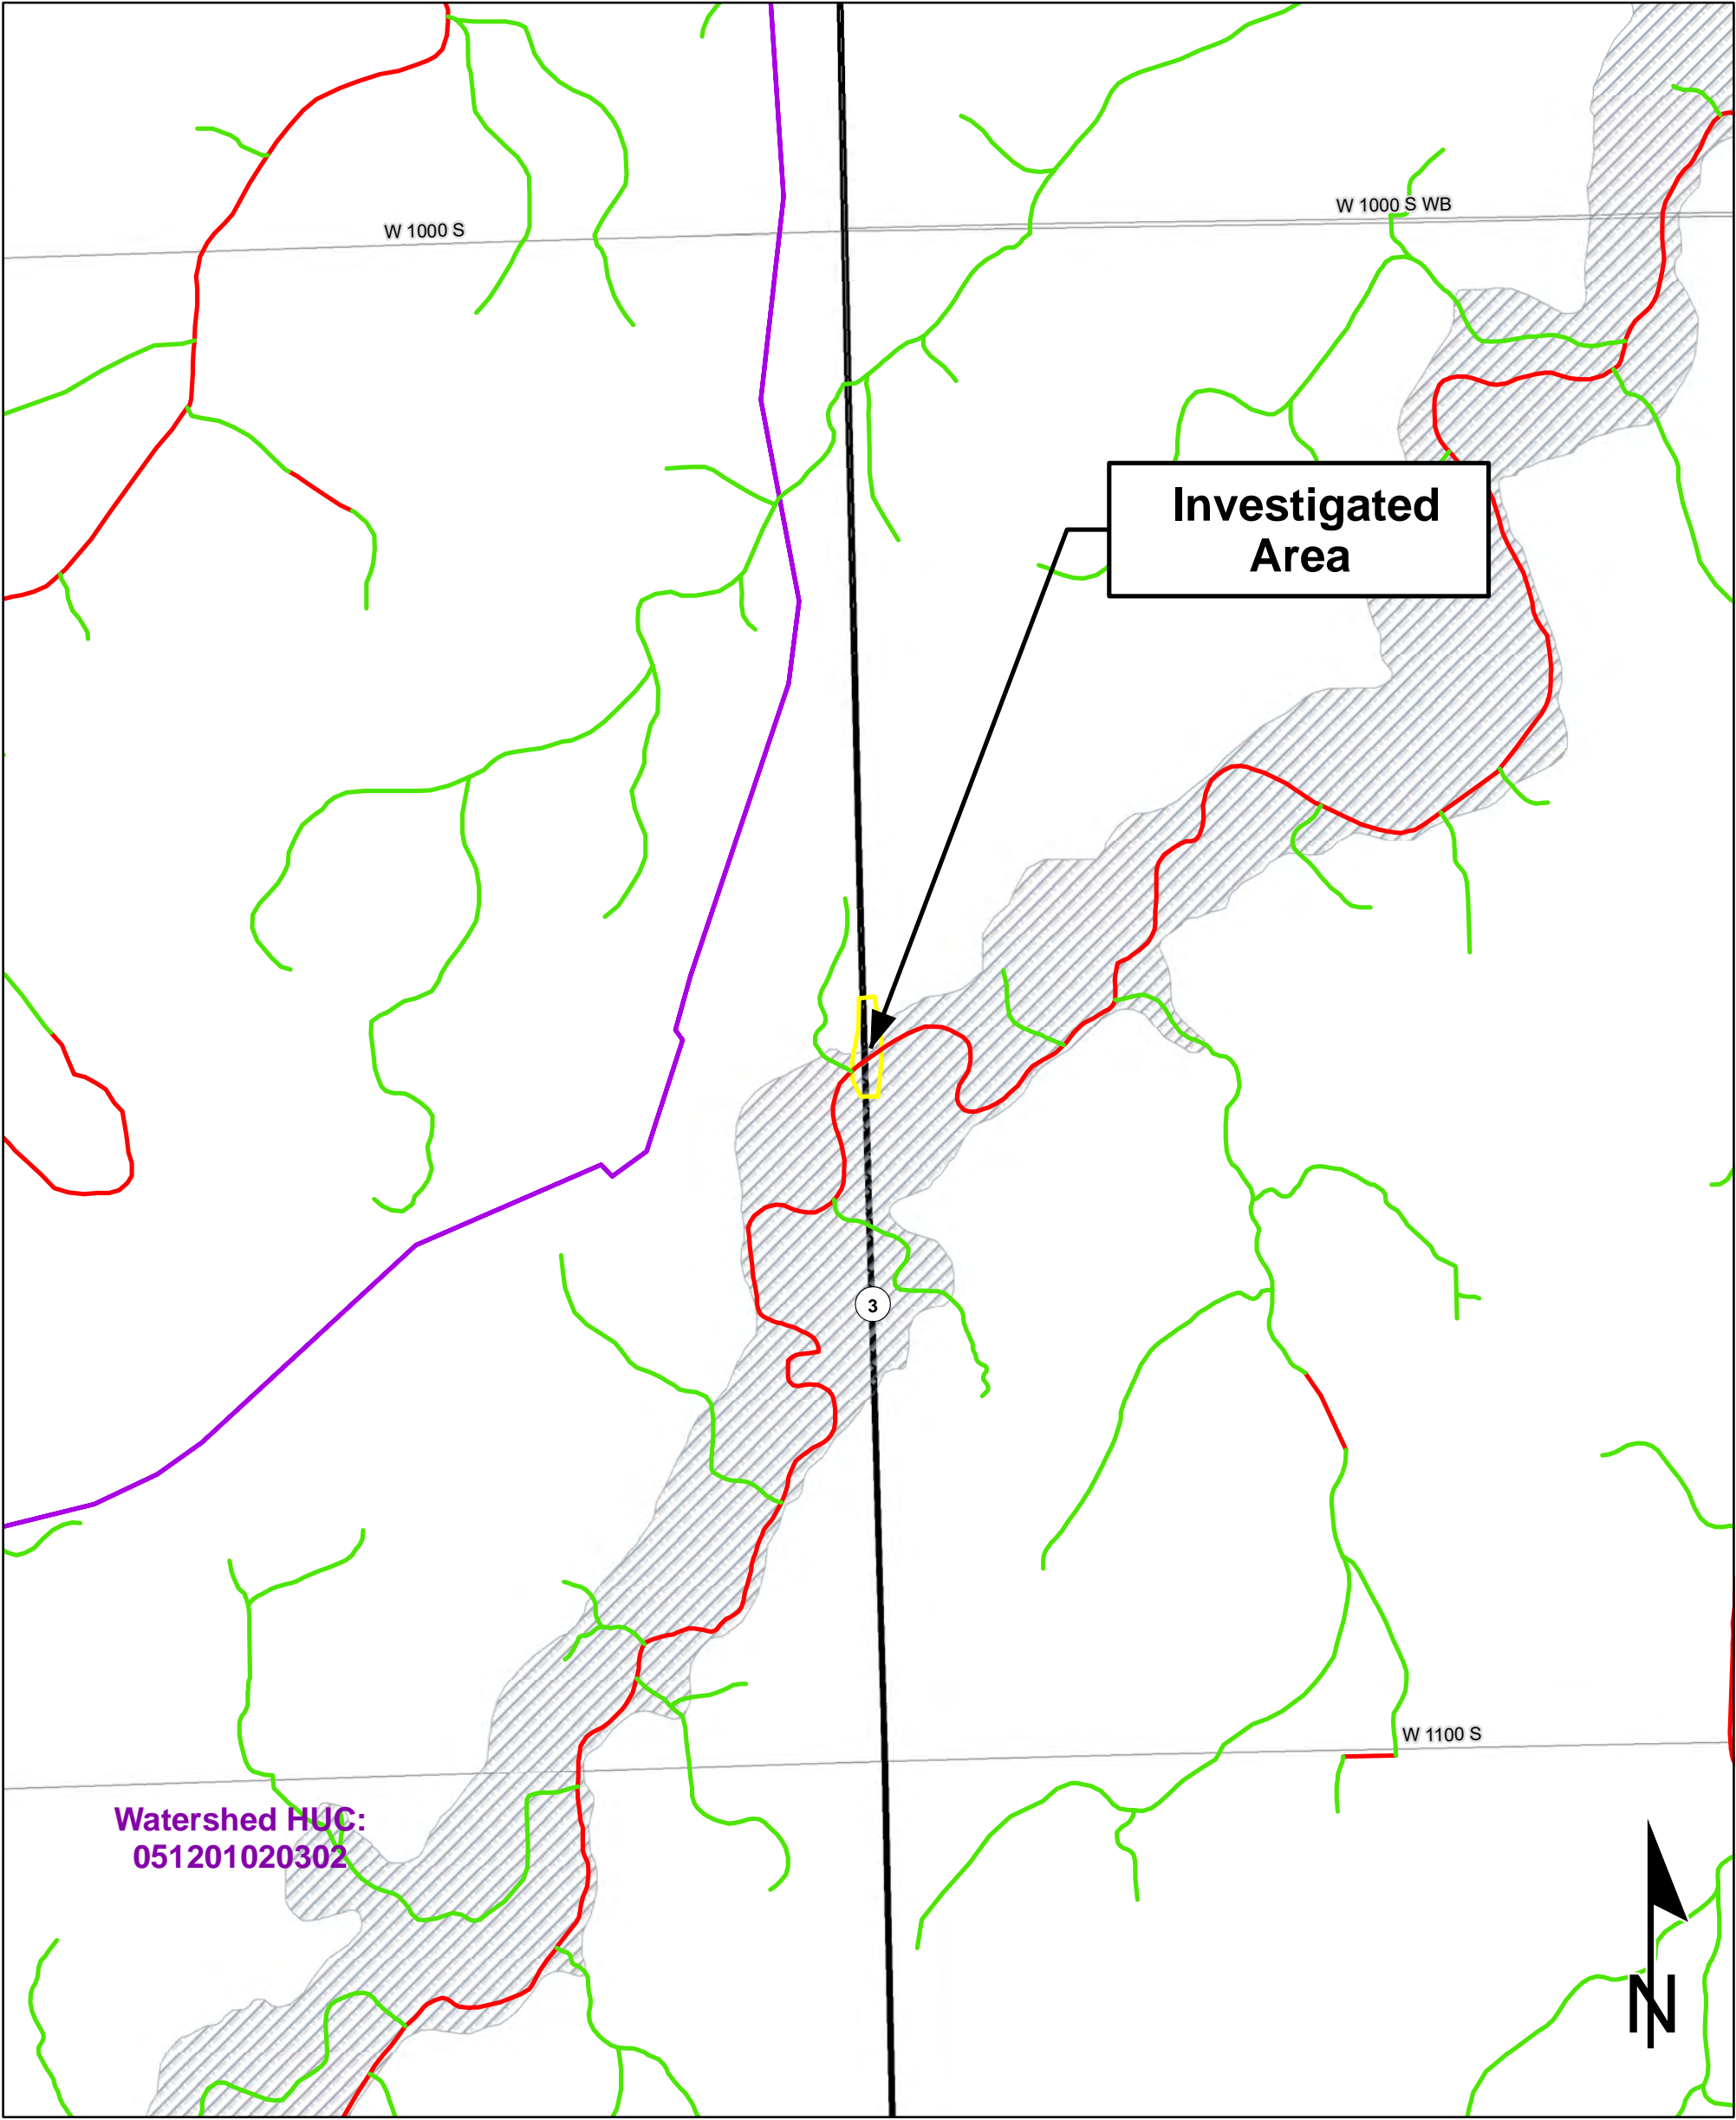 W 1000 S WB
W 1000 S
Investigated
Area
3
W 1100 S
Watershed HUC:
051201020302
N